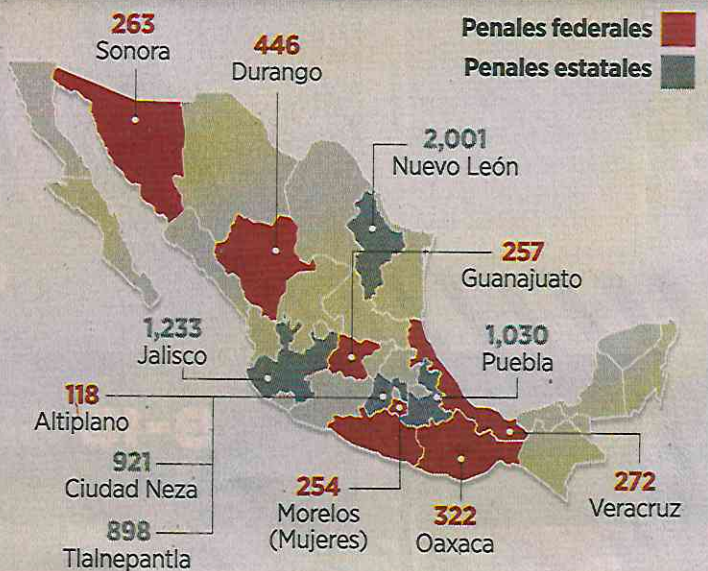 Penales federales
Penales estatales
263
Sonora
446
Durango
2,001
Nuevo León
257
Guanajuato
1,233
Jalisco
1,030
Puebla
118
Altiplano
921
Ciudad Neza
898
Tlalnepantla
254
Morelos
(Mujeres)
322
Oaxaca
272
Veracruz